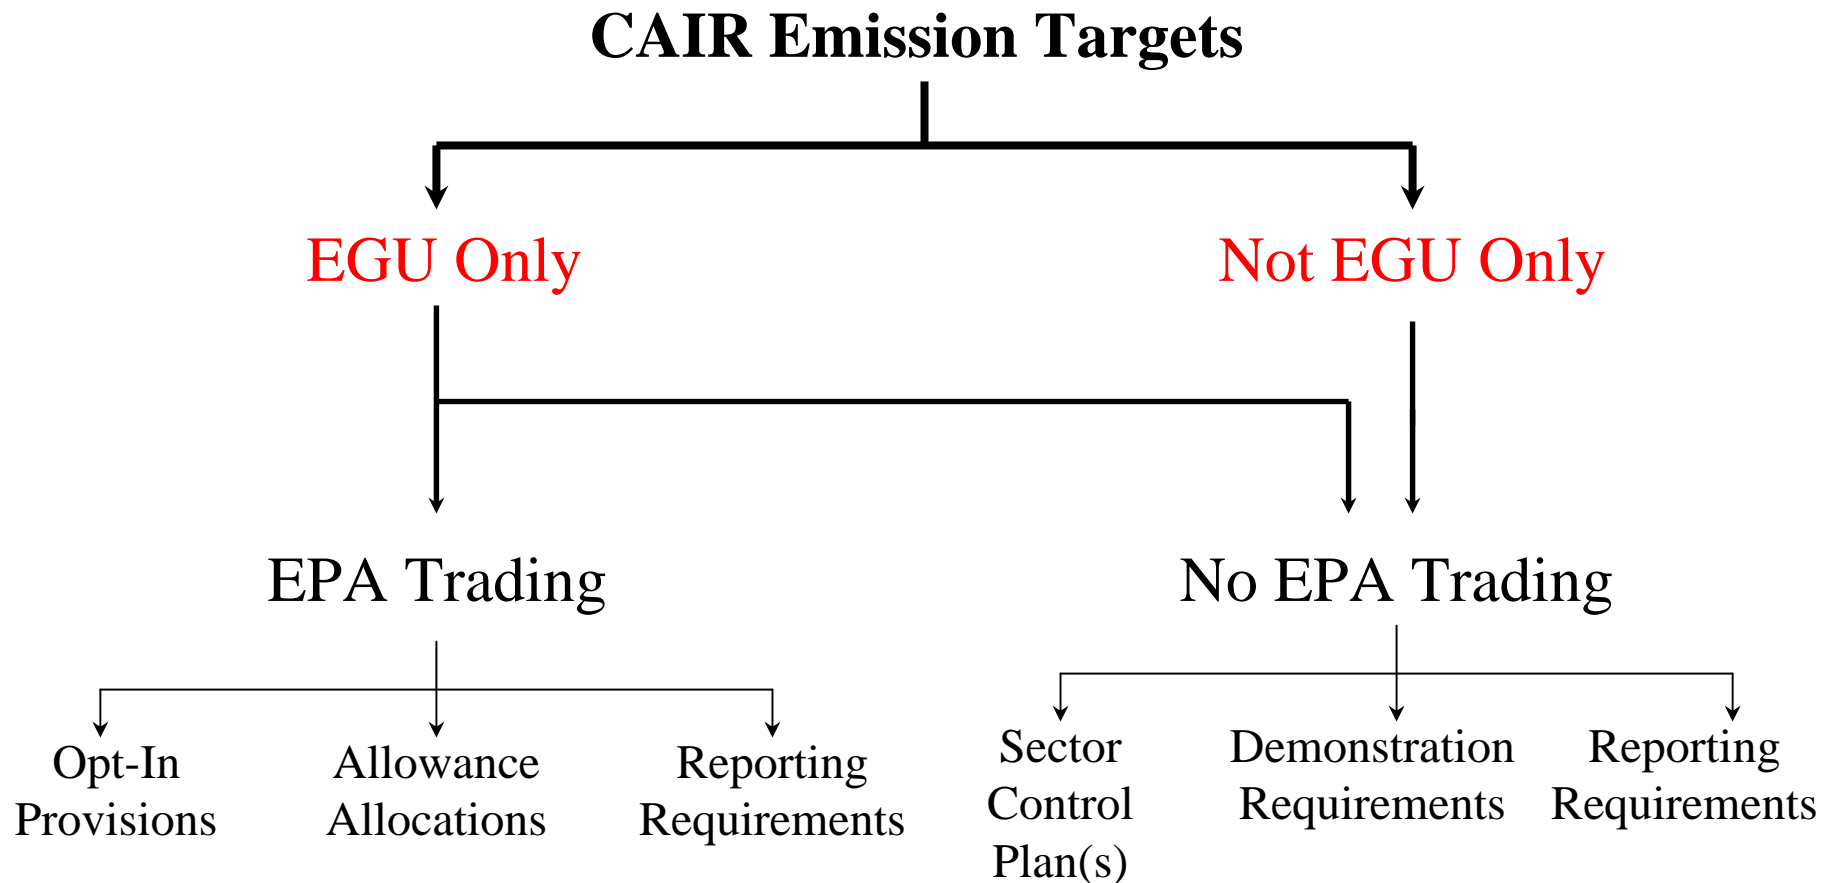 CAIR Emission Targets
EGU Only
Not EGU Only
EPA Trading
No EPA Trading
Opt-In
Provisions
Allowance
Allocations
Reporting
Requirements
Sector
Control
Plan(s)
Demonstration
Requirements
Reporting
Requirements